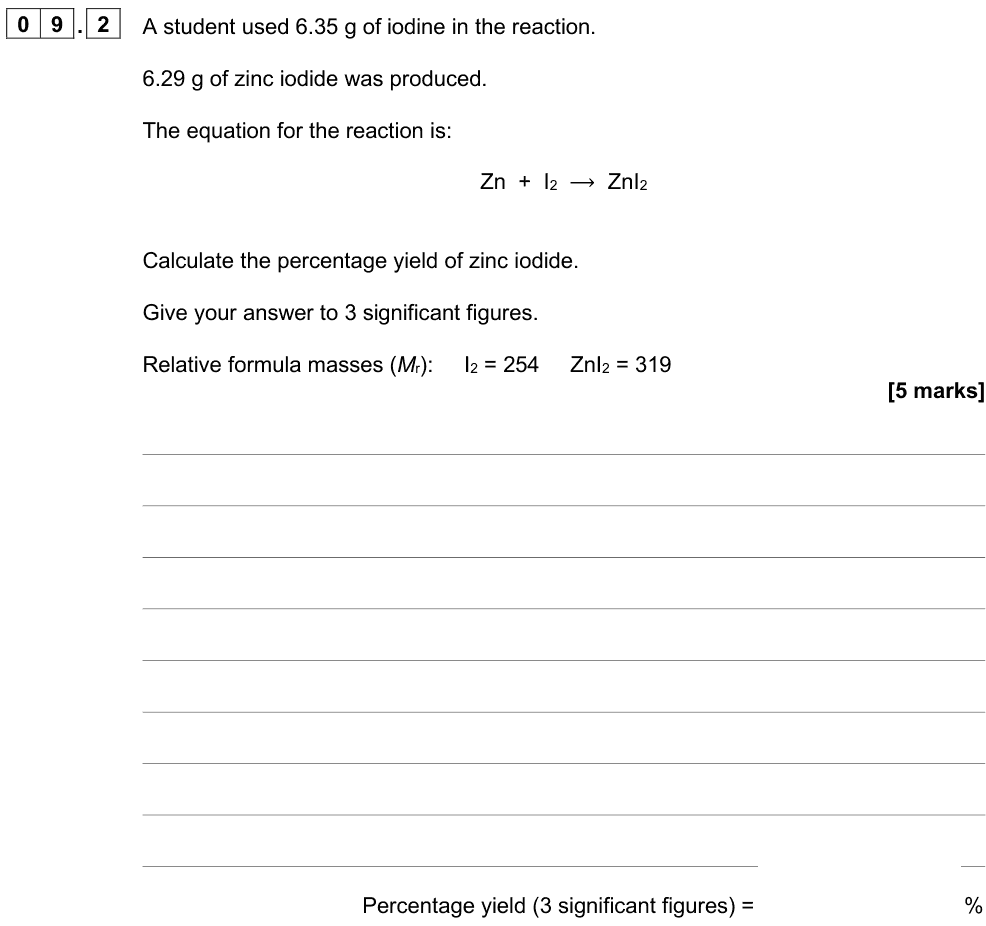 09.2 A student used 6.35 g of iodine in the reaction.
6.29 g of zinc iodide was produced.
The equation for the reaction is:
Zn + I₂ ⟶ ZnI₂
Calculate the percentage yield of zinc iodide.
Give your answer to 3 significant figures.
Relative formula masses (Mᵣ): I₂ = 254 ZnI₂ = 319
[5 marks]
Percentage yield (3 significant figures) = %